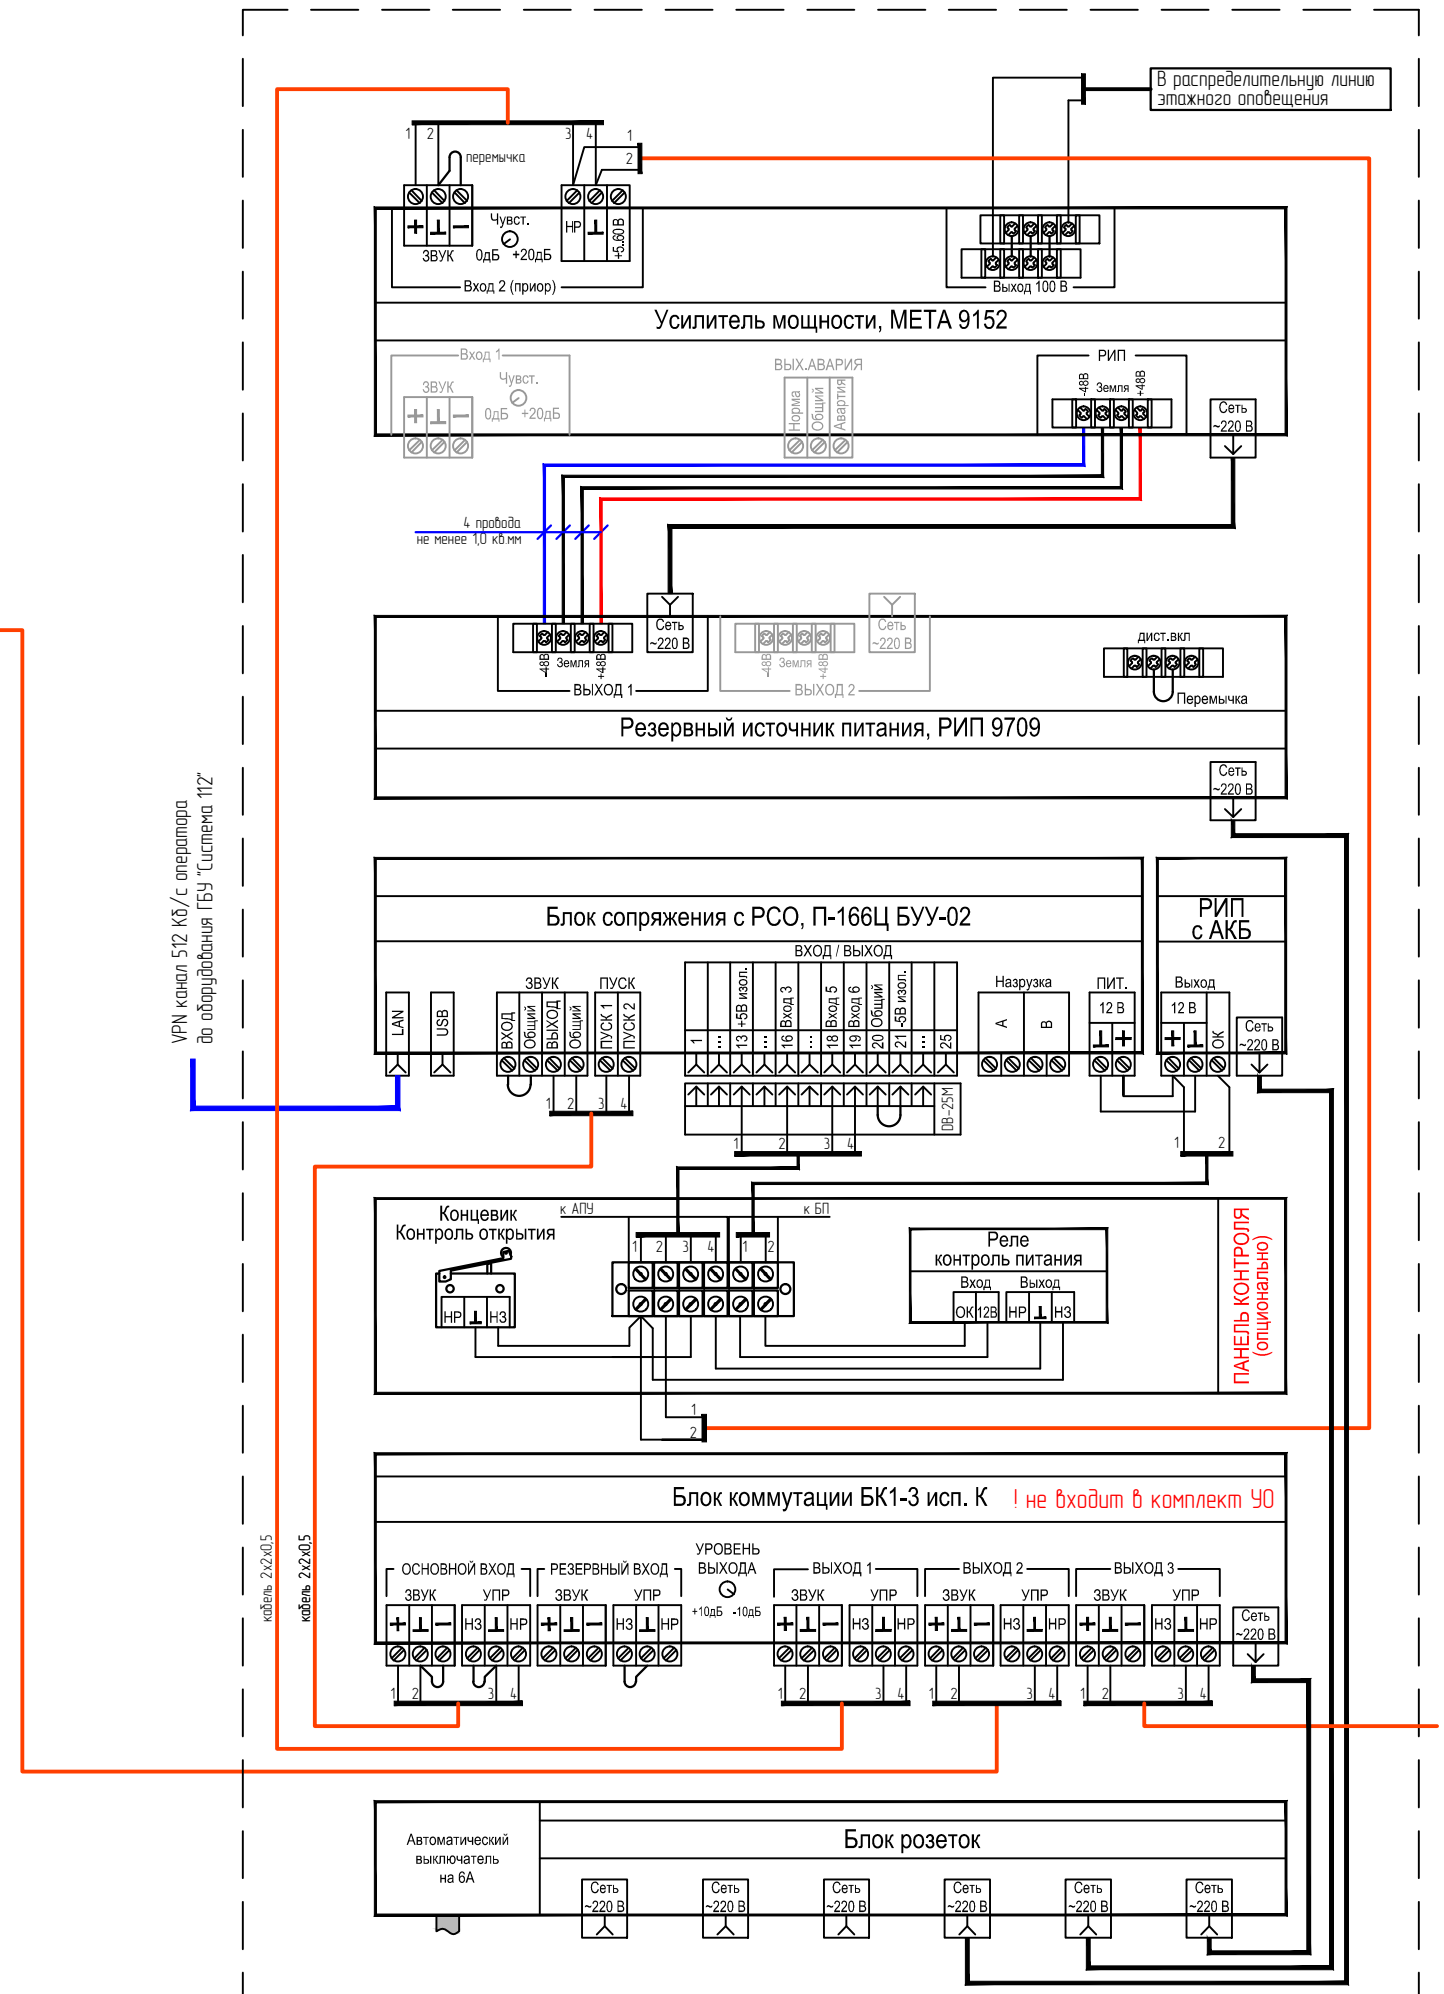 В распределительную линию
этажного оповещения
1 2 3 4 1
2
перемычка
Чувст.
0дБ +20дБ
ЗВУК
НР
+5..60 В
Вход 2 (приор)
Выход 100 В
Усилитель мощности, МЕТА 9152
Вход 1
ЗВУК
Чувст.
0дБ +20дБ
ВЫХ.АВАРИЯ
Норма
Общий
Авартия
РИП
-48В Земля +48В
Сеть
~220 В
4 провода
не менее 1,0 кв.мм
Сеть
~220 В
-48В Земля +48В
ВЫХОД 1
Сеть
~220 В
-48В Земля +48В
ВЫХОД 2
дист.вкл
Перемычка
Резервный источник питания, РИП 9709
Сеть
~220 В
VPN канал 512 Кб/с оператора
до оборудования ГБУ "Система 112"
Блок сопряжения с РСО, П-166Ц БУУ-02
РИП
с АКБ
ВХОД / ВЫХОД
LAN
USB
ЗВУК
ВХОД
Общий
ВЫХОД
Общий
ПУСК
ПУСК 1
ПУСК 2
1
...
13 +5В изол.
...
16 Вход 3
...
18 Вход 5
19 Вход 6
20 Общий
21 -5В изол.
...
25
DB-25M
Назрузка
А
В
ПИТ.
12 В
Выход
12 В
ОК
Сеть
~220 В
1 2 3 4
1 2 3 4
1 2
Концевик
Контроль открытия
НР НЗ
к АПУ
к БП
1 2 3 4 1 2
Реле
контроль питания
Вход Выход
ОК 12В НР НЗ
ПАНЕЛЬ КОНТРОЛЯ
(опционально)
1
2
Блок коммутации БК1-3 исп. К ! не входит в комплект УО
кабель 2х2х0,5
кабель 2х2х0,5
ОСНОВНОЙ ВХОД
ЗВУК УПР
НЗ НР
РЕЗЕРВНЫЙ ВХОД
ЗВУК УПР
НЗ НР
УРОВЕНЬ
ВЫХОДА
+10дБ -10дБ
ВЫХОД 1
ЗВУК УПР
НЗ НР
ВЫХОД 2
ЗВУК УПР
НЗ НР
ВЫХОД 3
ЗВУК УПР
НЗ НР
Сеть
~220 В
1 2 3 4
1 2 3 4
1 2 3 4
1 2 3 4
Автоматический
выключатель
на 6А
Блок розеток
Сеть
~220 В
Сеть
~220 В
Сеть
~220 В
Сеть
~220 В
Сеть
~220 В
Сеть
~220 В